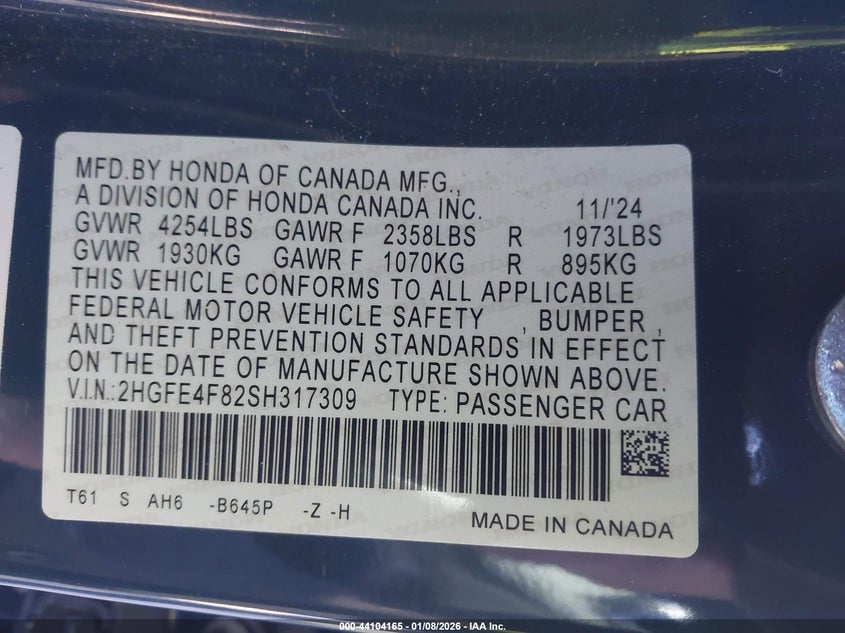 MFD.BY HONDA OF CANADA MFG.,
A DIVISION OF HONDA CANADA INC. 11/'24
GVWR 4254LBS GAWR F 2358LBS R 1973LBS
GVWR 1930KG GAWR F 1070KG R 895KG
THIS VEHICLE CONFORMS TO ALL APPLICABLE
FEDERAL MOTOR VEHICLE SAFETY , BUMPER ,
AND THEFT PREVENTION STANDARDS IN EFFECT
ON THE DATE OF MANUFACTURE SHOWN ABOVE.
V.I.N.:2HGFE4F82SH317309 TYPE: PASSENGER CAR
T61 S AH6 -B645P -Z -H
MADE IN CANADA
000-44104165 - 01/08/2026 - IAA Inc.